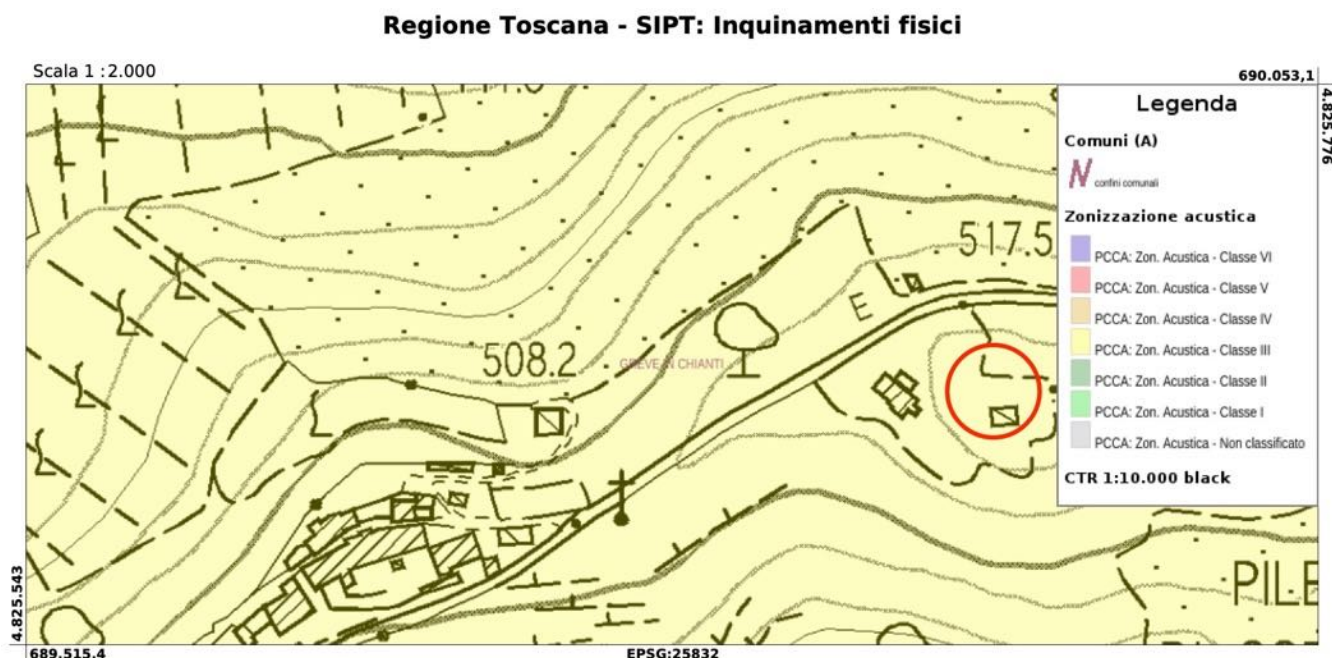 Regione Toscana - SIPT: Inquinamenti fisici
Scala 1 : 2.000
690.053,1
4.825.776
Legenda
Comuni (A)
confini comunali
Zonizzazione acustica
PCCA: Zon. Acustica - Classe VI
PCCA: Zon. Acustica - Classe V
PCCA: Zon. Acustica - Classe IV
PCCA: Zon. Acustica - Classe III
PCCA: Zon. Acustica - Classe II
PCCA: Zon. Acustica - Classe I
PCCA: Zon. Acustica - Non classificato
CTR 1:10.000 black
517.5
E
508.2
GREVE IN CHIANTI
PILE
4.825.543
689.515,4
EPSG:25832